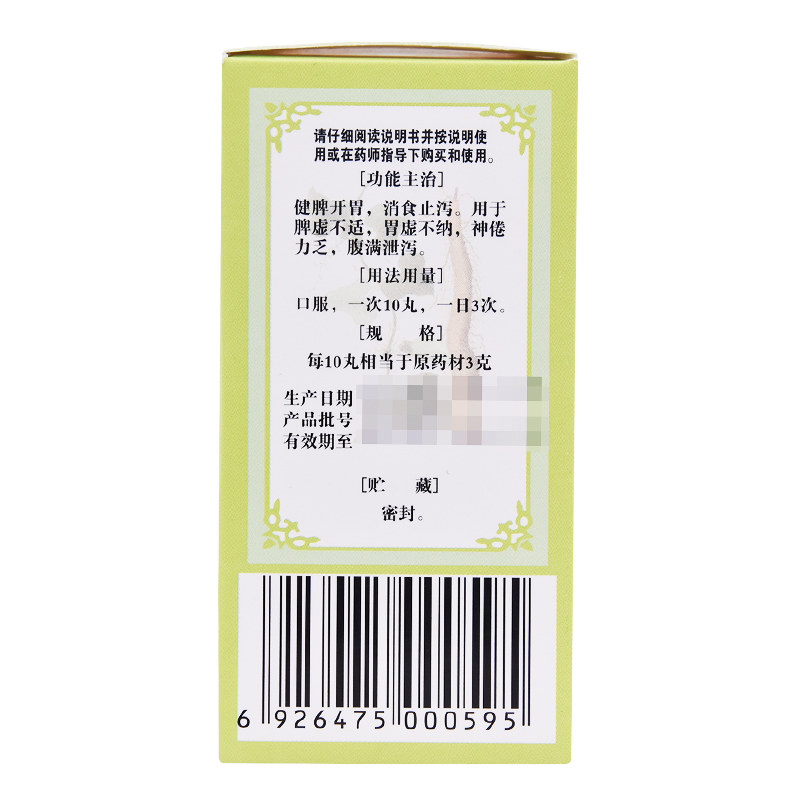 请仔细阅读说明书并按说明使
用或在药师指导下购买和使用。
[功能主治]
健脾开胃，消食止泻。用于
脾虚不适，胃虚不纳，神倦
力乏，腹满泄泻。
[用法用量]
口服，一次10丸，一日3次。
[规 格]
每10丸相当于原药材3克
生产日期
产品批号
有效期至
[贮 藏]
密封。
6 926475 000595